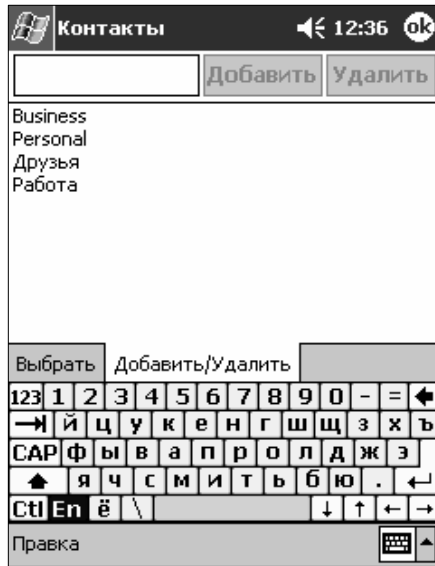 Контакты 12:36 ok
Добавить Удалить
Business
Personal
Друзья
Работа
Выбрать Добавить/Удалить
123 1 2 3 4 5 6 7 8 9 0 - =
й ц у к е н г ш щ з х ъ
CAP ф ы в а п р о л д ж э
я ч с м и т ь б ю .
Ctl En ё \
Правка